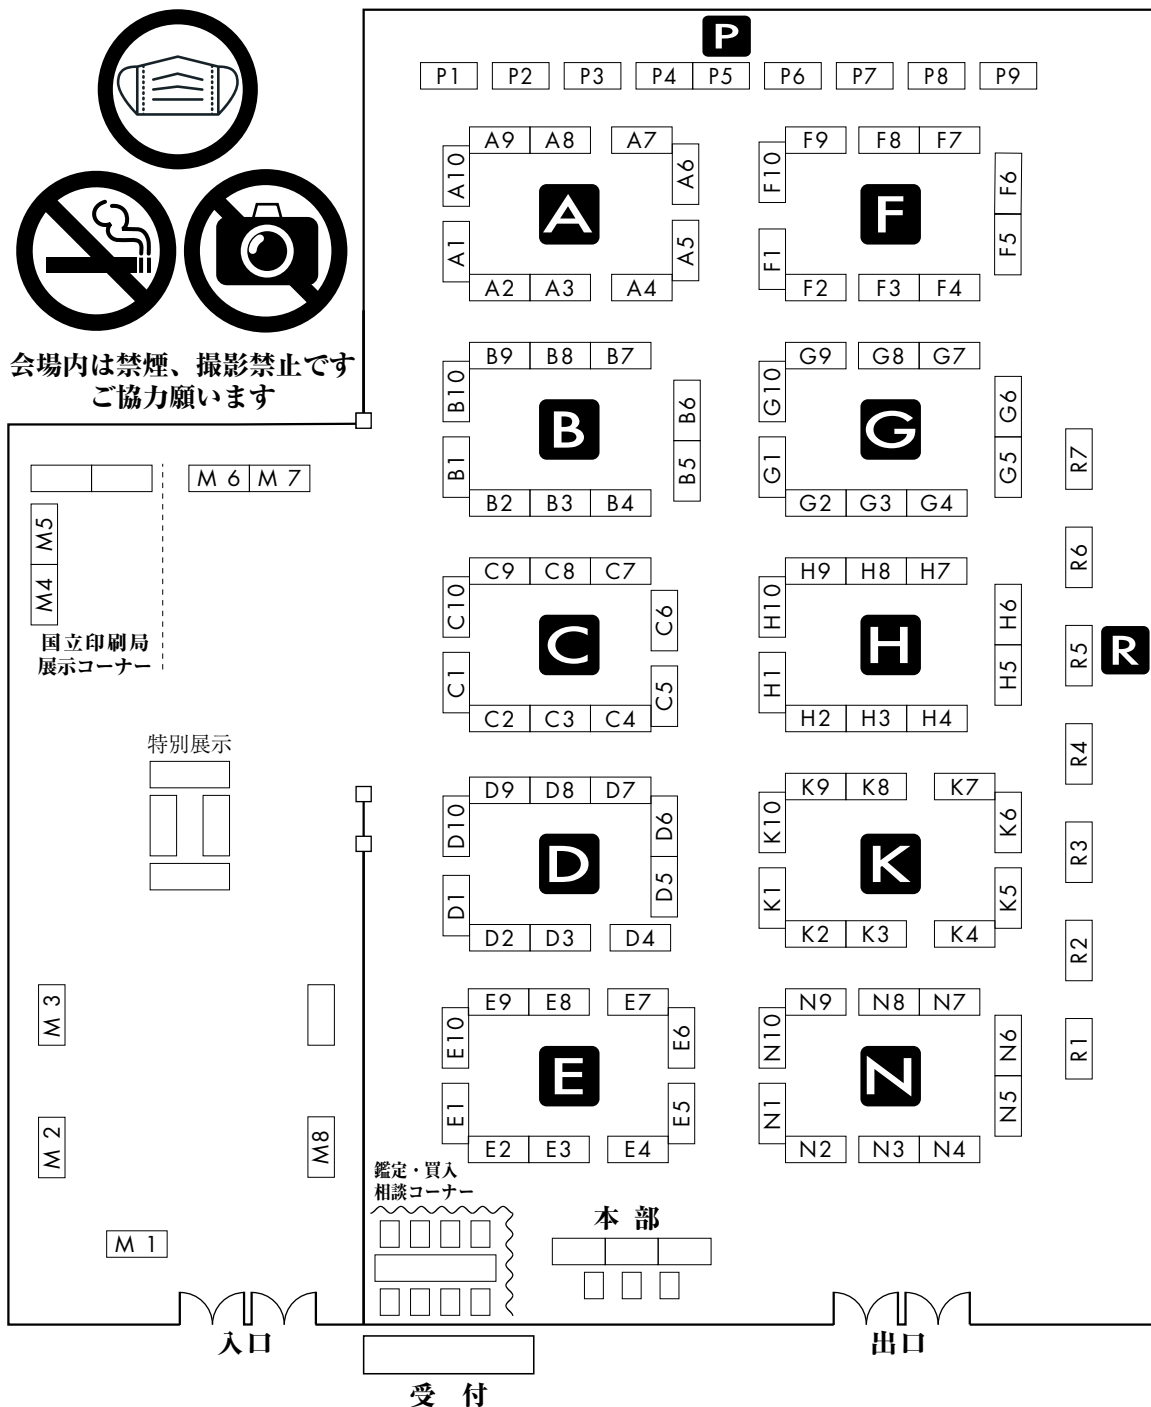 P
P1 P2 P3 P4 P5 P6 P7 P8 P9
A9 A8 A7
A10 A6
A
A1 A5
A2 A3 A4
F9 F8 F7
F10 F6
F
F1 F5
F2 F3 F4
会場内は禁煙、撮影禁止です
ご協力願います
B9 B8 B7
B10 B6
B
B1 B5
B2 B3 B4
G9 G8 G7
G10 G6
G
G1 G5
G2 G3 G4
M 6 M 7
M5
M4
国立印刷局
展示コーナー
C9 C8 C7
C10 C6
C
C1 C5
C2 C3 C4
H9 H8 H7
H10 H6
H
H1 H5
H2 H3 H4
R7
R6
R5 R
R4
R3
R2
R1
特別展示
D9 D8 D7
D10 D6
D
D1 D5
D2 D3 D4
K9 K8 K7
K10 K6
K
K1 K5
K2 K3 K4
M 3
M 2
M8
M 1
E9 E8 E7
E10 E6
E
E1 E5
E2 E3 E4
N9 N8 N7
N10 N6
N
N1 N5
N2 N3 N4
鑑定・買入
相談コーナー
本 部
入口
出口
受 付